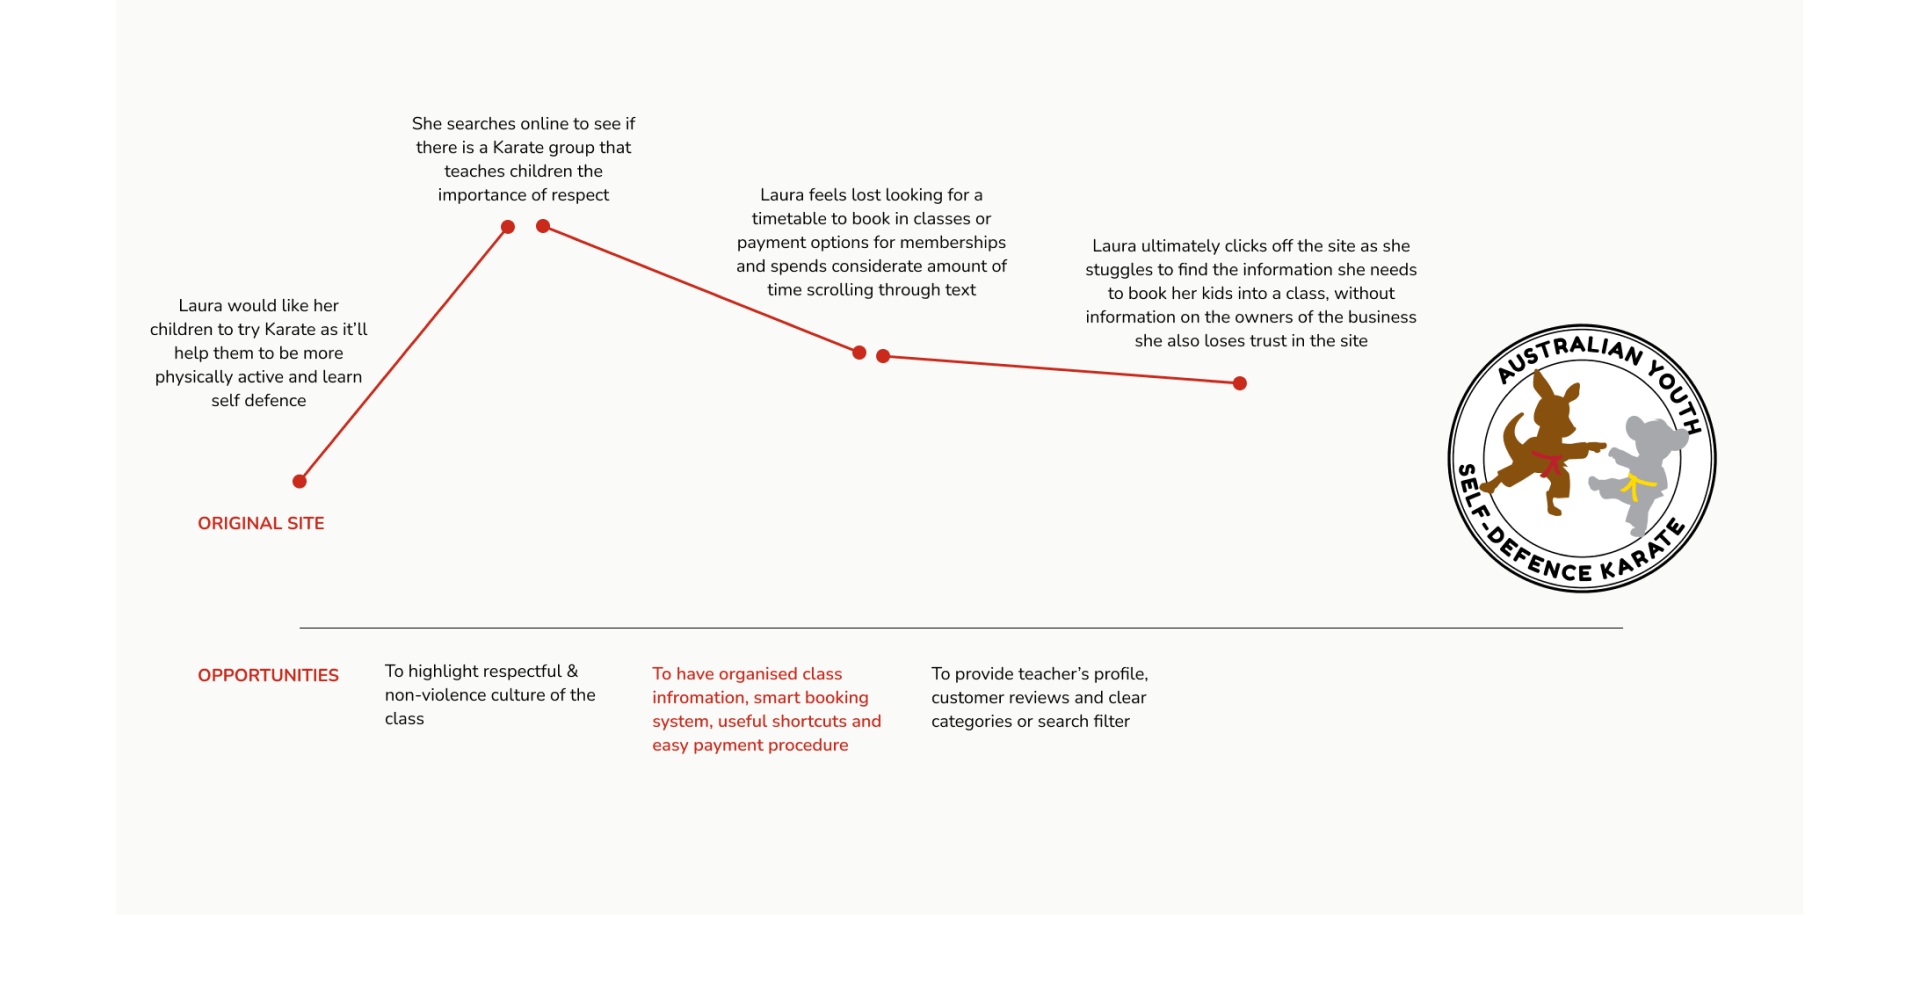 She searches online to see if
there is a Karate group that
teaches children the
importance of respect
Laura feels lost looking for a
timetable to book in classes or
payment options for memberships
and spends considerate amount of
time scrolling through text
Laura ultimately clicks off the site as she
stuggles to find the information she needs
to book her kids into a class, without
information on the owners of the business
she also loses trust in the site
Laura would like her
children to try Karate as it’ll
help them to be more
physically active and learn
self defence
AUSTRALIAN YOUTH
SELF-DEFENCE KARATE
ORIGINAL SITE
OPPORTUNITIES
To highlight respectful &
non-violence culture of the
class
To have organised class
infromation, smart booking
system, useful shortcuts and
easy payment procedure
To provide teacher’s profile,
customer reviews and clear
categories or search filter